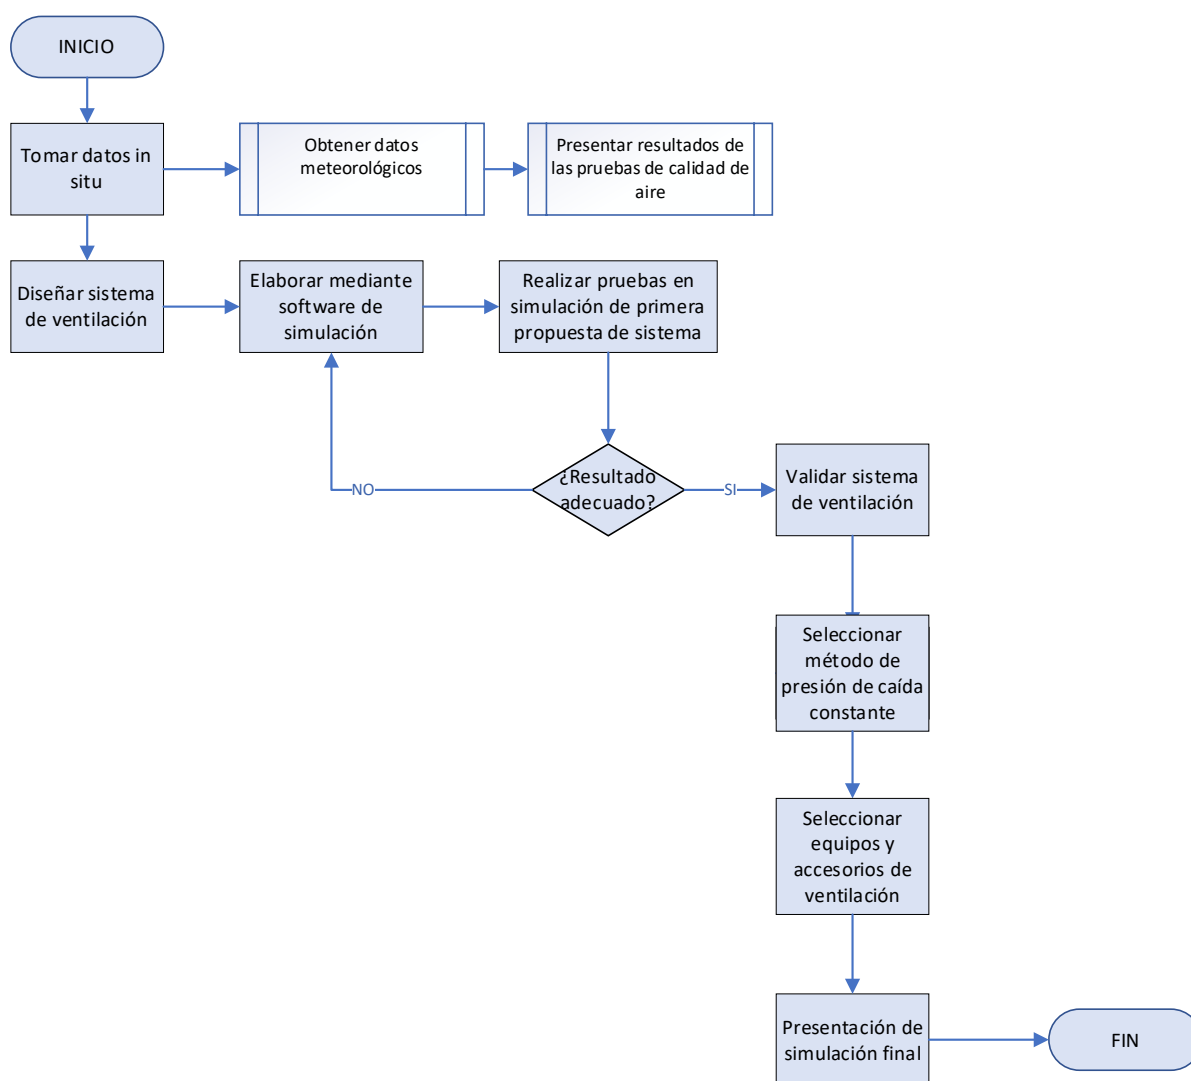 INICIO
Tomar datos in
situ
Obtener datos
meteorológicos
Presentar resultados de
las pruebas de calidad de
aire
Diseñar sistema
de ventilación
Elaborar mediante
software de
simulación
Realizar pruebas en
simulación de primera
propuesta de sistema
¿Resultado
adecuado?
NO
SI
Validar sistema
de ventilación
Seleccionar
método de
presión de caída
constante
Seleccionar
equipos y
accesorios de
ventilación
Presentación de
simulación final
FIN